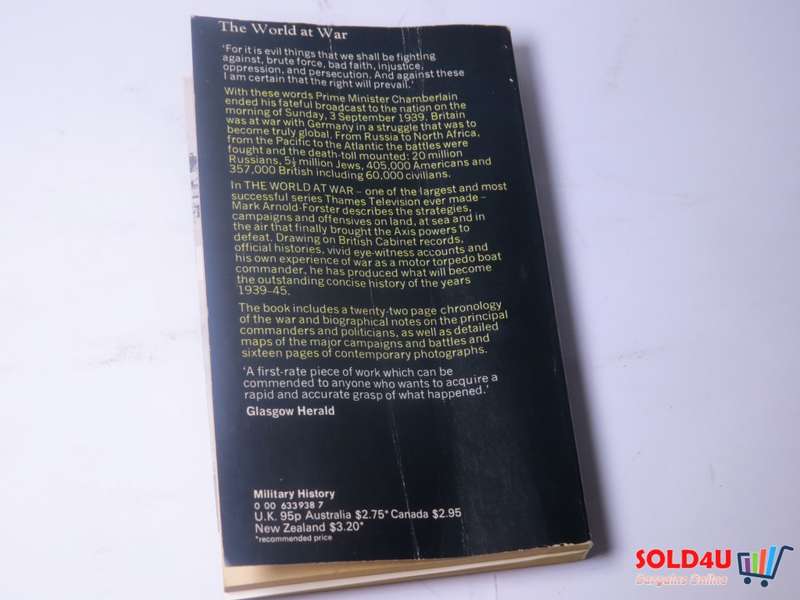 The World at War
'For it is evil things that we shall be fighting
against, brute force, bad faith, injustice,
oppression, and persecution. And against these
I am certain that the right will prevail.'
With these words Prime Minister Chamberlain
ended his fateful broadcast to the nation on the
morning of Sunday, 3 September 1939. Britain
was at war with Germany in a struggle that was to
become truly global. From Russia to North Africa,
from the Pacific to the Atlantic the battles were
fought and the death-toll mounted: 20 million
Russians, 5½ million Jews, 405,000 Americans and
357,000 British including 60,000 civilians.
In THE WORLD AT WAR – one of the largest and most
successful series Thames Television ever made –
Mark Arnold-Forster describes the strategies,
campaigns and offensives on land, at sea and in
the air that finally brought the Axis powers to
defeat. Drawing on British Cabinet records,
official histories, vivid eye-witness accounts and
his own experience of war as a motor torpedo boat
commander, he has produced what will become
the outstanding concise history of the years
1939–45.
The book includes a twenty-two page chronology
of the war and biographical notes on the principal
commanders and politicians, as well as detailed
maps of the major campaigns and battles and
sixteen pages of contemporary photographs.
'A first-rate piece of work which can be
commended to anyone who wants to acquire a
rapid and accurate grasp of what happened.'
Glasgow Herald
Military History
0 00 633938 7
U.K. 95p Australia $2.75* Canada $2.95
New Zealand $3.20*
*recommended price
SOLD4U
Bargains Online